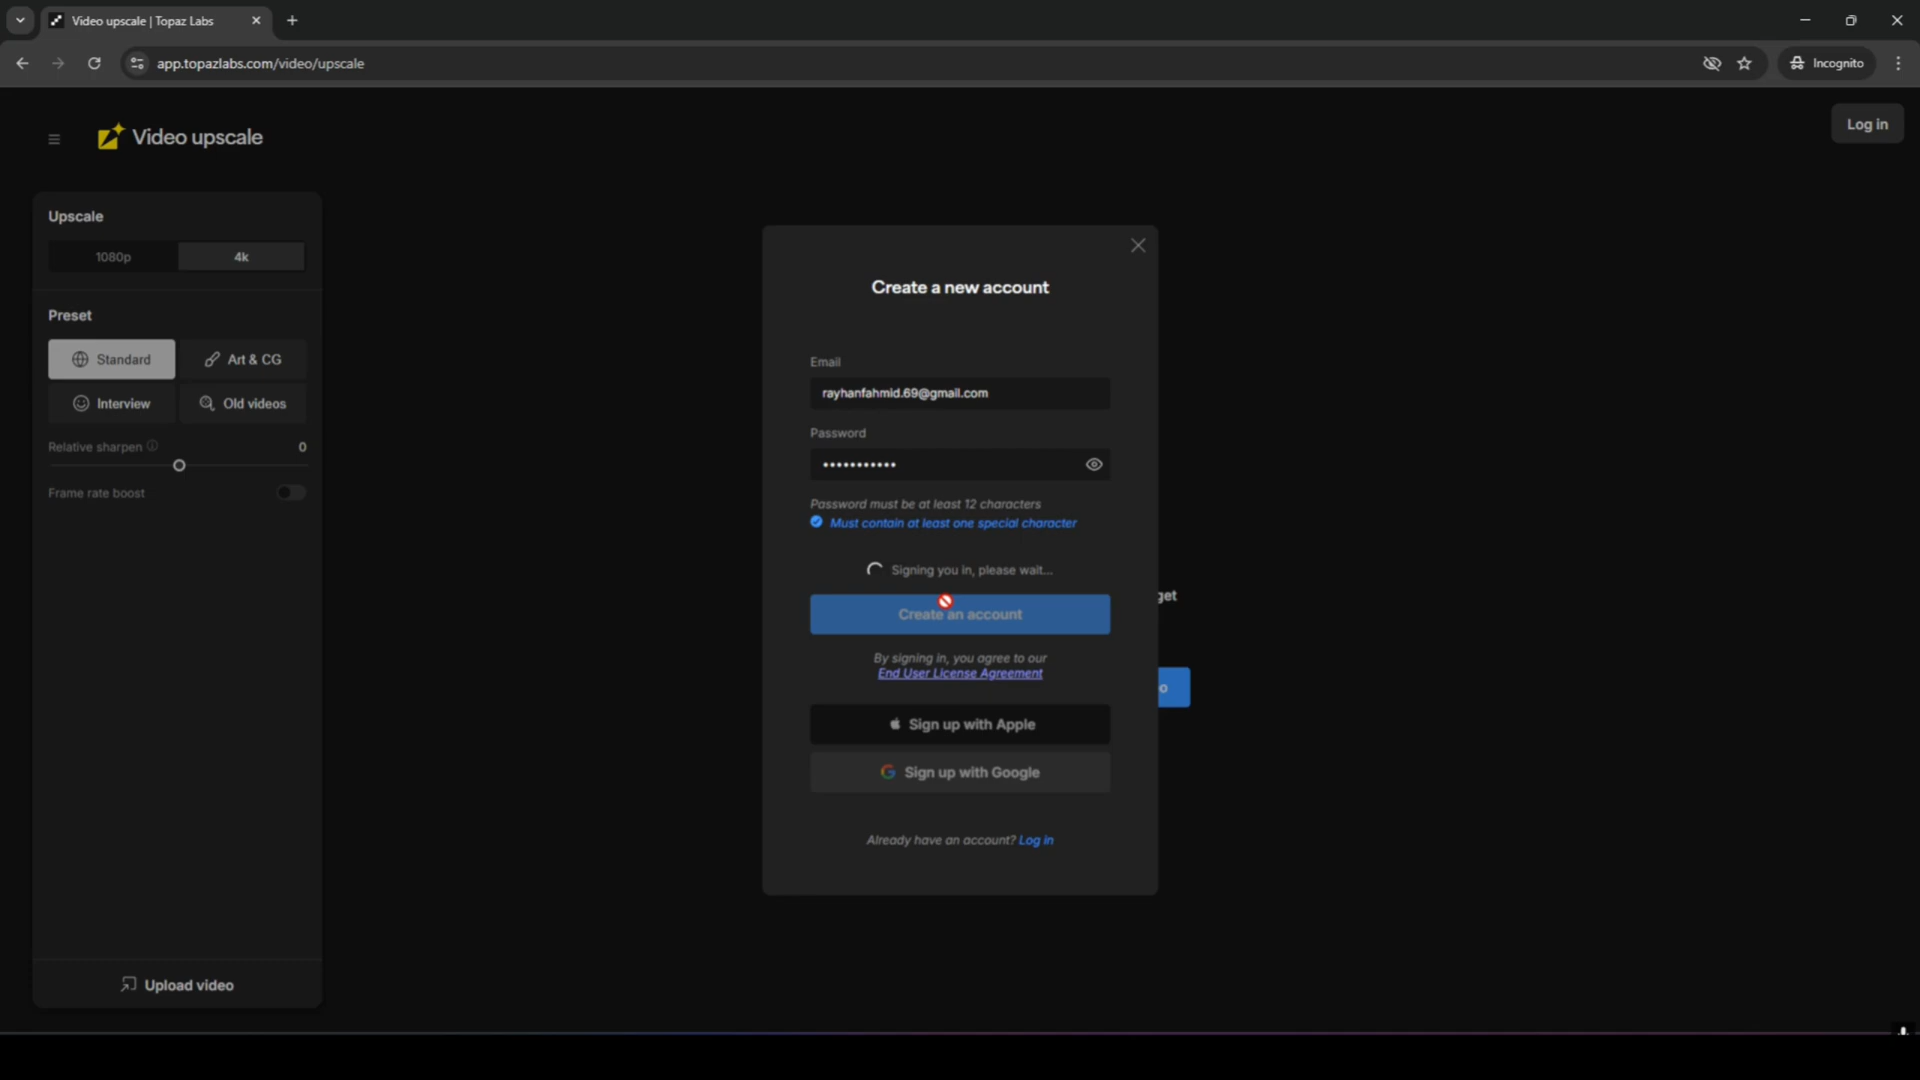 Video upscale | Topaz Labs
app.topazlabs.com/video/upscale
Incognito
Video upscale
Log in
Upscale
1080p 4k
Preset
Standard Art & CG
Interview Old videos
Relative sharpen 0
Frame rate boost
Upload video
Create a new account
Email
rayhanfahmid.69@gmail.com
Password
•••••••••••
Password must be at least 12 characters
Must contain at least one special character
Signing you in, please wait...
Create an account
By signing in, you agree to our
End User License Agreement
Sign up with Apple
Sign up with Google
Already have an account? Log in
get
o